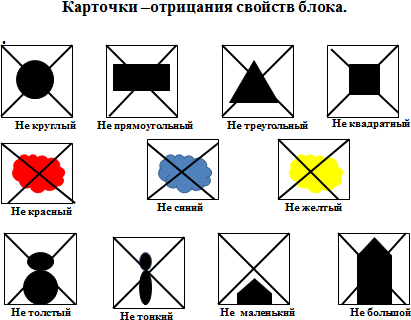 Карточки –отрицания свойств блока.
.
Не круглый Не прямоугольный Не треугольный Не квадратный
Не красный Не синий Не желтый
Не толстый Не тонкий Не маленький Не большой